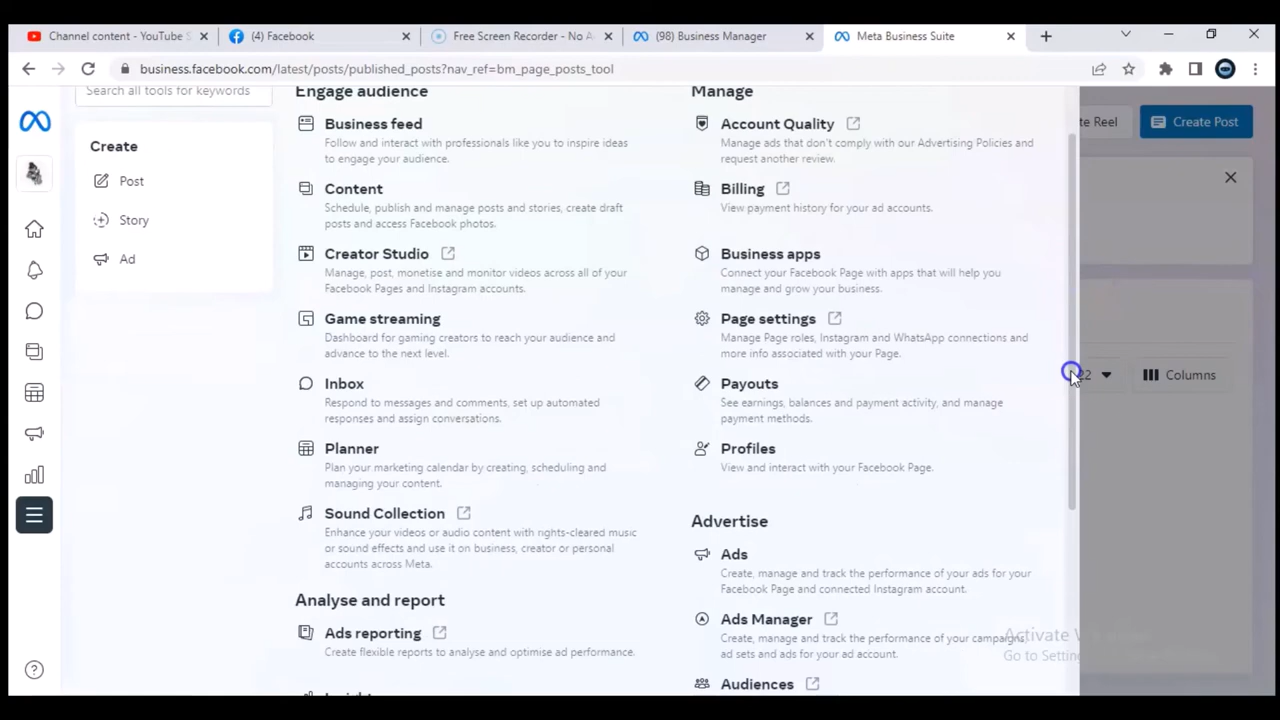 Channel content - YouTube S
(4) Facebook
Free Screen Recorder - No A
(98) Business Manager
Meta Business Suite
business.facebook.com/latest/posts/published_posts?nav_ref=bm_page_posts_tool
Search all tools for keywords
Create
Post
Story
Ad
Engage audience
Business feed
Follow and interact with professionals like you to inspire ideas
to engage your audience.
Content
Schedule, publish and manage posts and stories, create draft
posts and access Facebook photos.
Creator Studio
Manage, post, monetise and monitor videos across all of your
Facebook Pages and Instagram accounts.
Game streaming
Dashboard for gaming creators to reach your audience and
advance to the next level.
Inbox
Respond to messages and comments, set up automated
responses and assign conversations.
Planner
Plan your marketing calendar by creating, scheduling and
managing your content.
Sound Collection
Enhance your videos or audio content with rights-cleared music
or sound effects and use it on business, creator or personal
accounts across Meta.
Analyse and report
Ads reporting
Create flexible reports to analyse and optimise ad performance.
Manage
Account Quality
Manage ads that don't comply with our Advertising Policies and
request another review.
Billing
View payment history for your ad accounts.
Business apps
Connect your Facebook Page with apps that will help you
manage and grow your business.
Page settings
Manage Page roles, Instagram and WhatsApp connections and
more info associated with your Page.
Payouts
See earnings, balances and payment activity, and manage
payment methods.
Profiles
View and interact with your Facebook Page.
Advertise
Ads
Create, manage and track the performance of your ads for your
Facebook Page and connected Instagram account.
Ads Manager
Create, manage and track the performance of your campaigns,
ad sets and ads for your ad account.
Audiences
te Reel
Create Post
22
Columns
Activate
Go to Setting